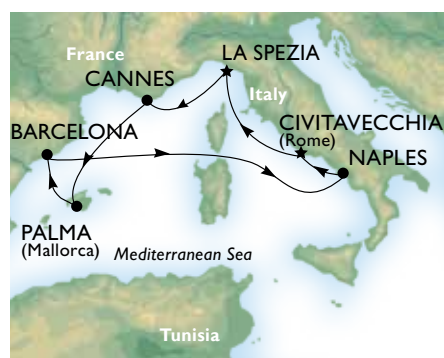 France
LA SPEZIA
CANNES
Italy
CIVITAVECCHIA
(Rome)
BARCELONA
NAPLES
PALMA
(Mallorca)
Mediterranean Sea
Tunisia